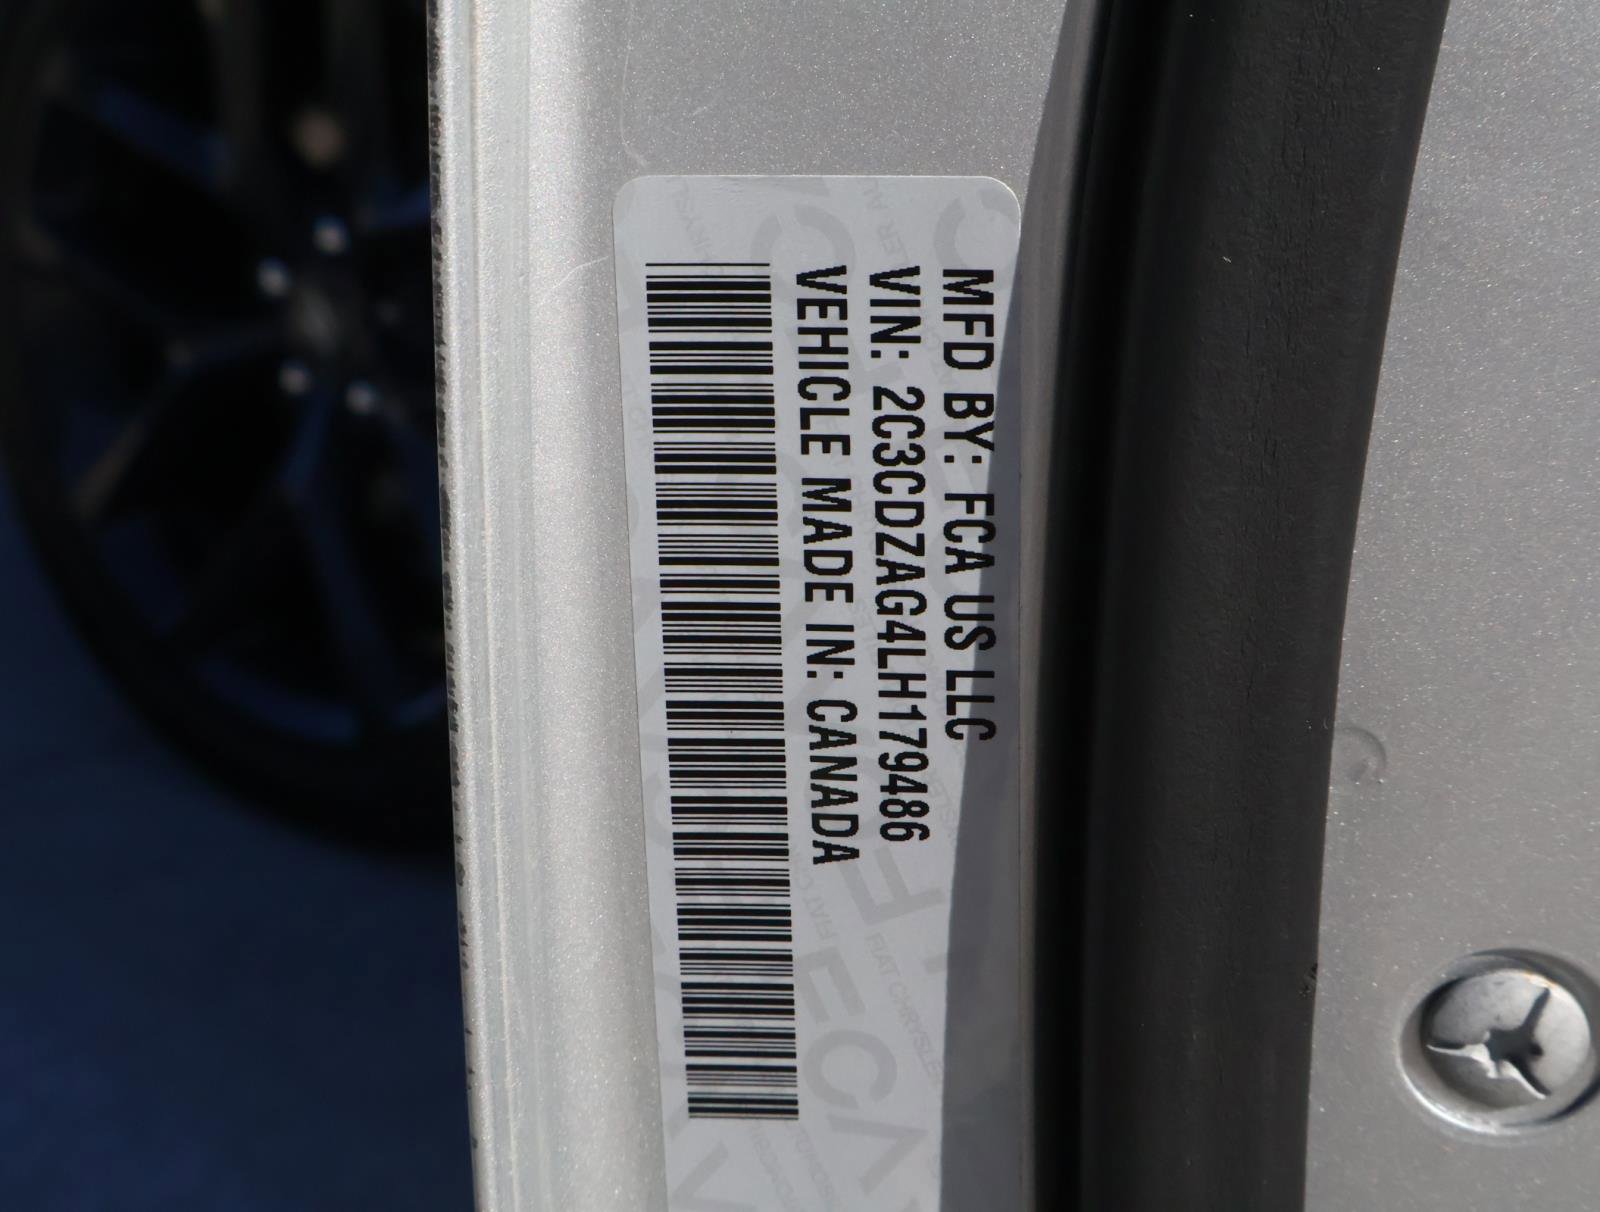 MFD BY: FCA US LLC
VIN: 2C3CDZAG4LH179486
VEHICLE MADE IN: CANADA